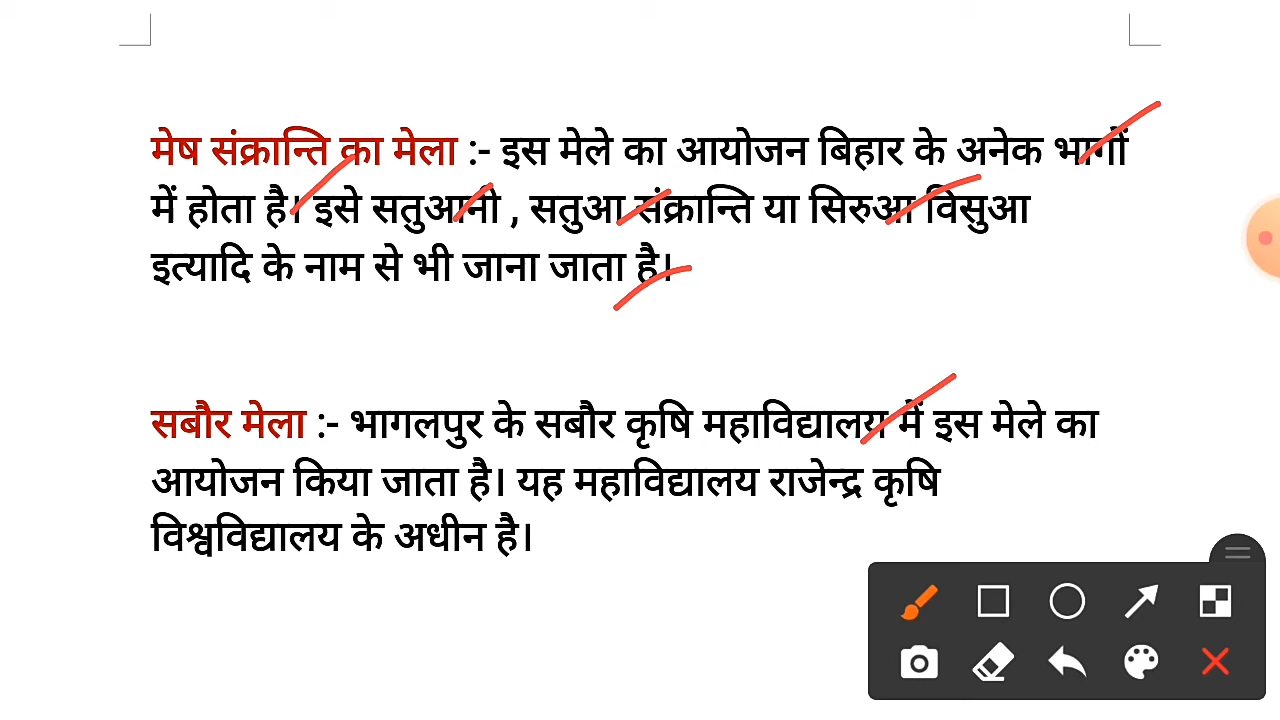 मेष संक्रान्ति का मेला :- इस मेले का आयोजन बिहार के अनेक भागों
में होता है। इसे सतुआनी , सतुआ संक्रान्ति या सिरुआ विसुआ
इत्यादि के नाम से भी जाना जाता है।
सबौर मेला :- भागलपुर के सबौर कृषि महाविद्यालय में इस मेले का
आयोजन किया जाता है। यह महाविद्यालय राजेन्द्र कृषि
विश्वविद्यालय के अधीन है।